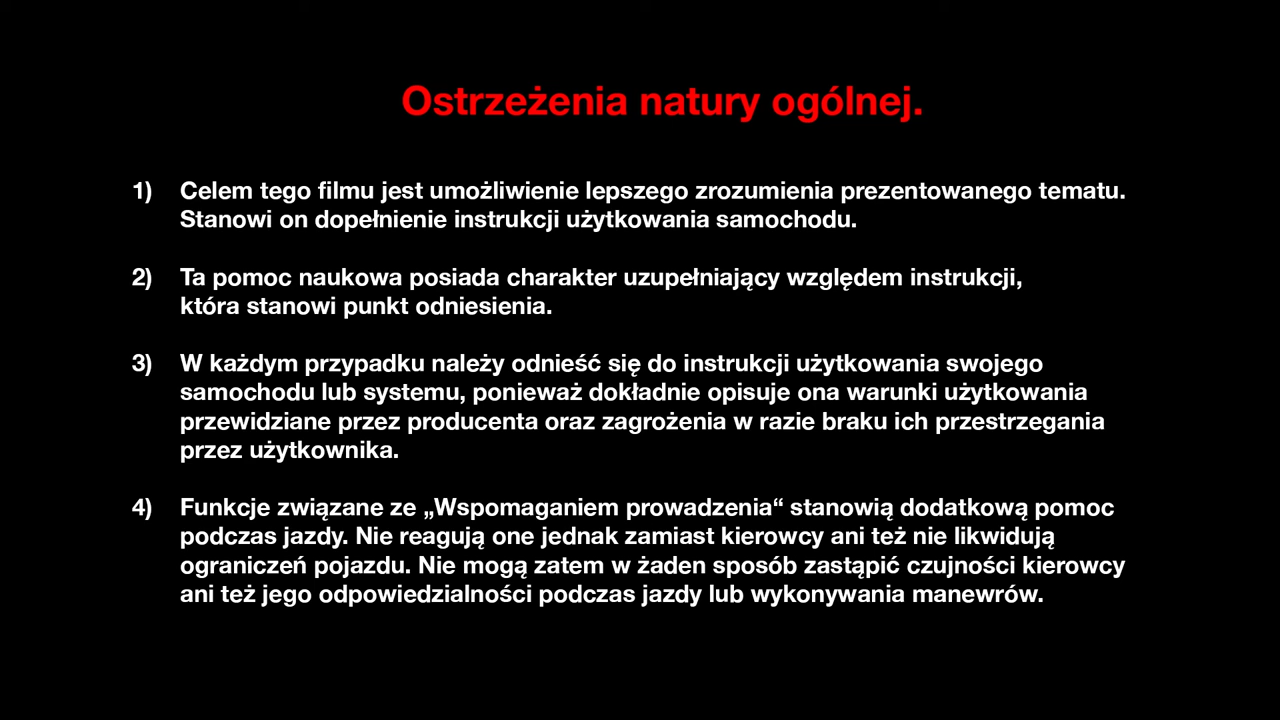 Ostrzeżenia natury ogólnej.
1) Celem tego filmu jest umożliwienie lepszego zrozumienia prezentowanego tematu.
Stanowi on dopełnienie instrukcji użytkowania samochodu.
2) Ta pomoc naukowa posiada charakter uzupełniający względem instrukcji,
która stanowi punkt odniesienia.
3) W każdym przypadku należy odnieść się do instrukcji użytkowania swojego
samochodu lub systemu, ponieważ dokładnie opisuje ona warunki użytkowania
przewidziane przez producenta oraz zagrożenia w razie braku ich przestrzegania
przez użytkownika.
4) Funkcje związane ze „Wspomaganiem prowadzenia“ stanowią dodatkową pomoc
podczas jazdy. Nie reagują one jednak zamiast kierowcy ani też nie likwidują
ograniczeń pojazdu. Nie mogą zatem w żaden sposób zastąpić czujności kierowcy
ani też jego odpowiedzialności podczas jazdy lub wykonywania manewrów.